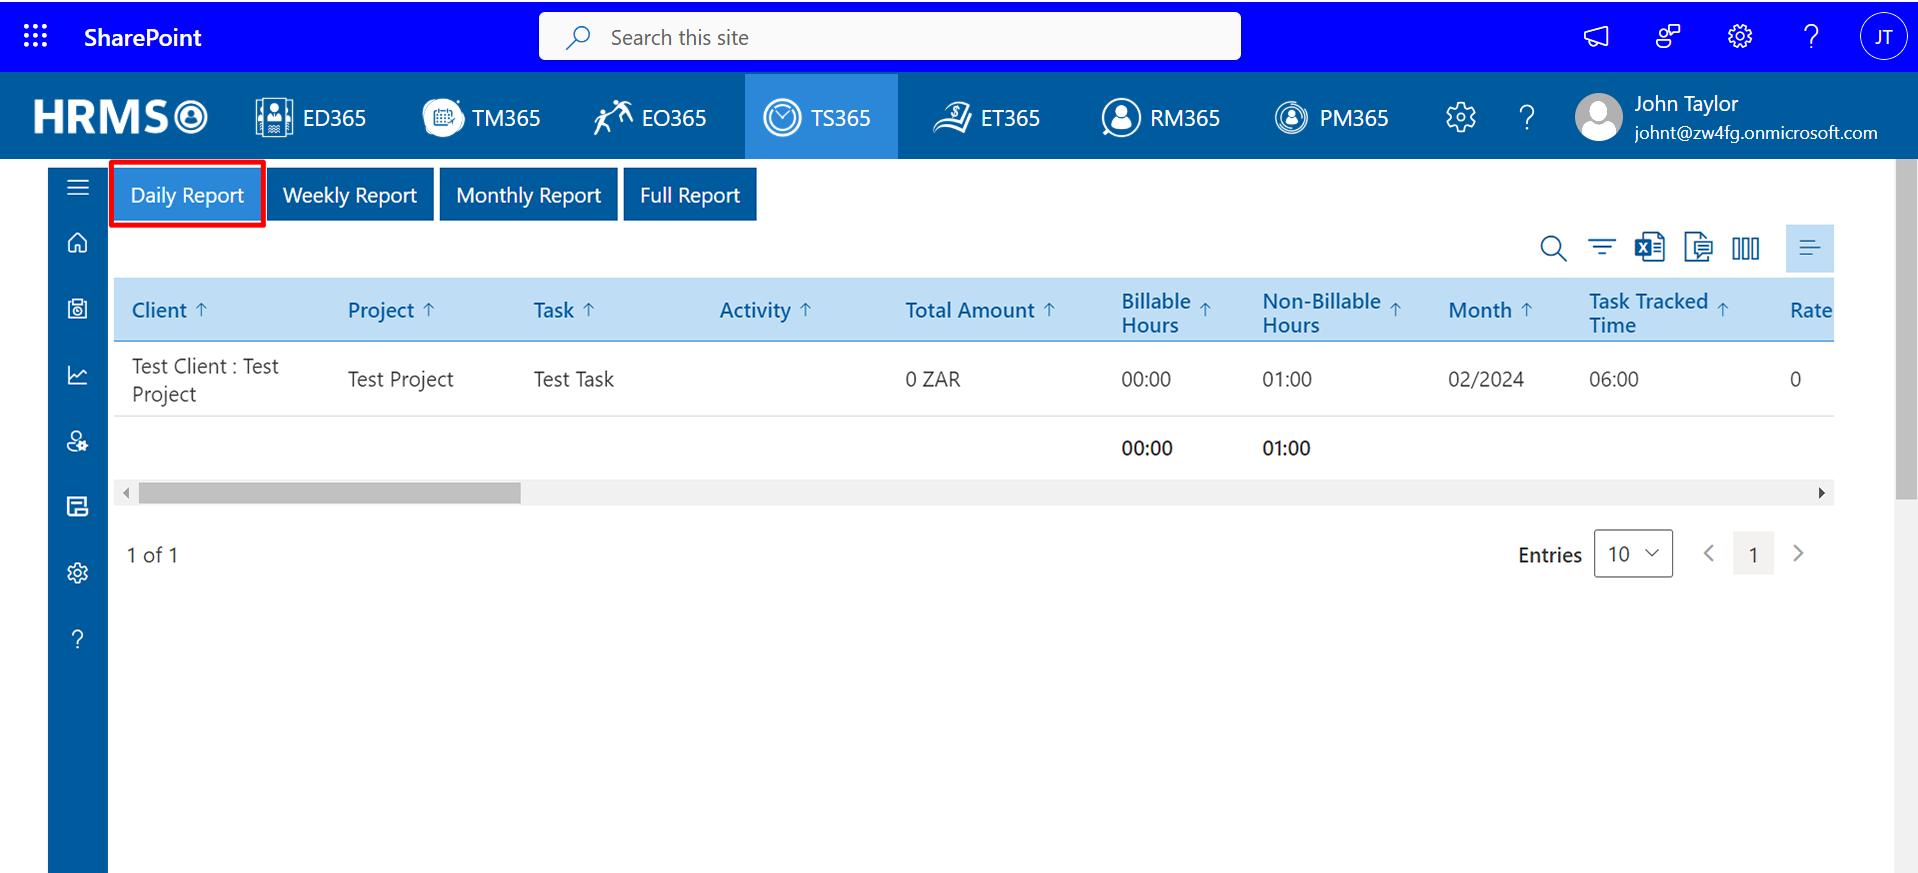 SharePoint
Search this site
JT
HRMS
ED365
TM365
EO365
TS365
ET365
RM365
PM365
?
John Taylor
johnt@zw4fg.onmicrosoft.com
Daily Report
Weekly Report
Monthly Report
Full Report
Client ↑
Project ↑
Task ↑
Activity ↑
Total Amount ↑
Billable Hours ↑
Non-Billable Hours ↑
Month ↑
Task Tracked Time ↑
Rate
Test Client : Test Project
Test Project
Test Task
0 ZAR
00:00
01:00
02/2024
06:00
0
00:00
01:00
1 of 1
Entries
10
1